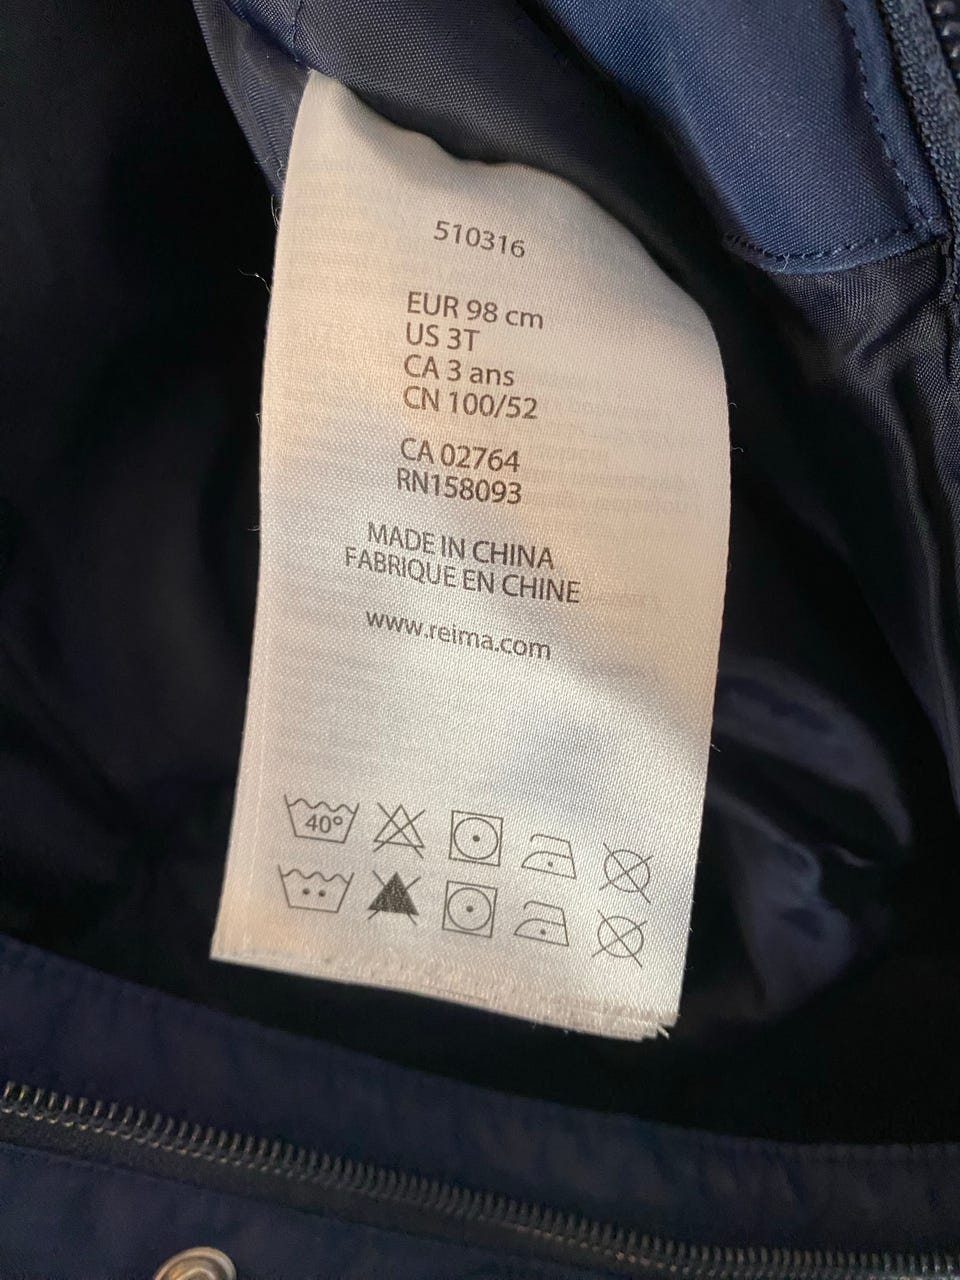 510316
EUR 98 cm
US 3T
CA 3 ans
CN 100/52
CA 02764
RN158093
MADE IN CHINA
FABRIQUE EN CHINE
www.reima.com
40°